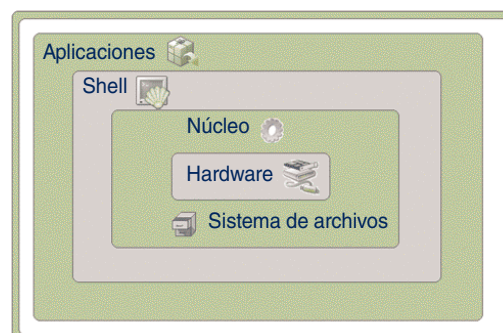 Aplicaciones
Shell
Núcleo
Hardware
Sistema de archivos